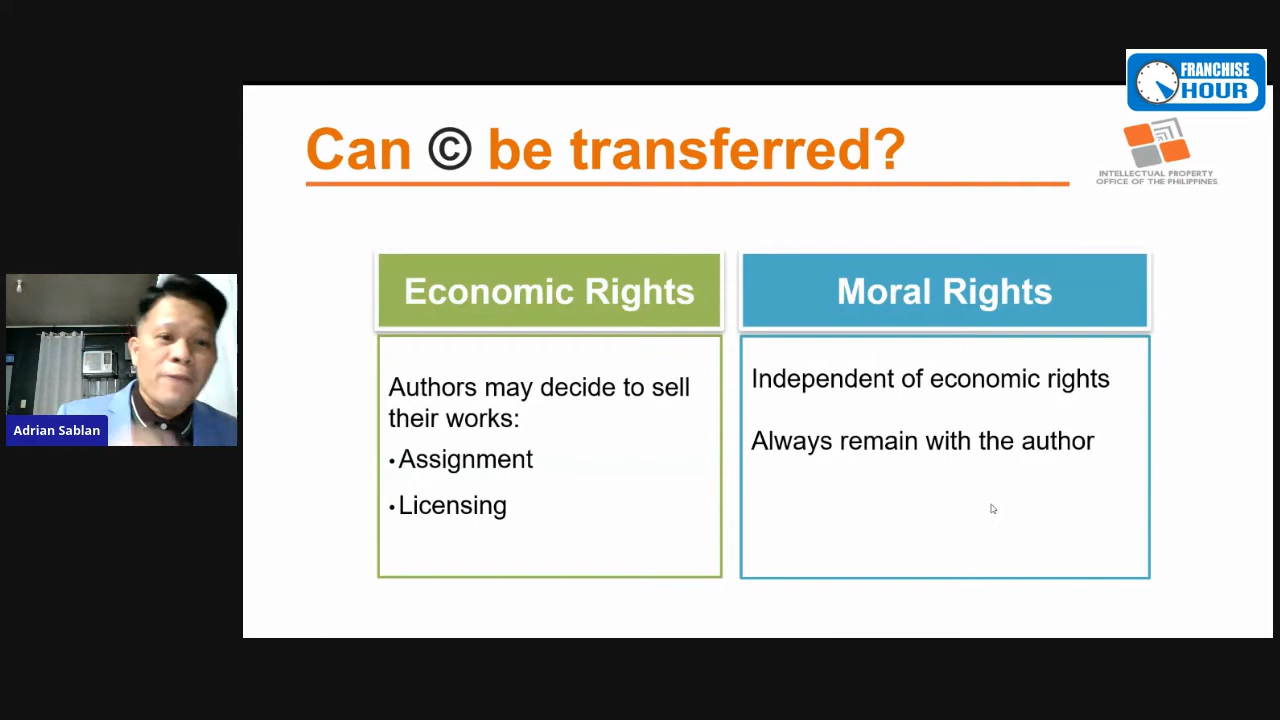 FRANCHISE
HOUR
Can © be transferred?
INTELLECTUAL PROPERTY
OFFICE OF THE PHILIPPINES
Economic Rights
Authors may decide to sell
their works:
•Assignment
•Licensing
Moral Rights
Independent of economic rights
Always remain with the author
Adrian Sablan